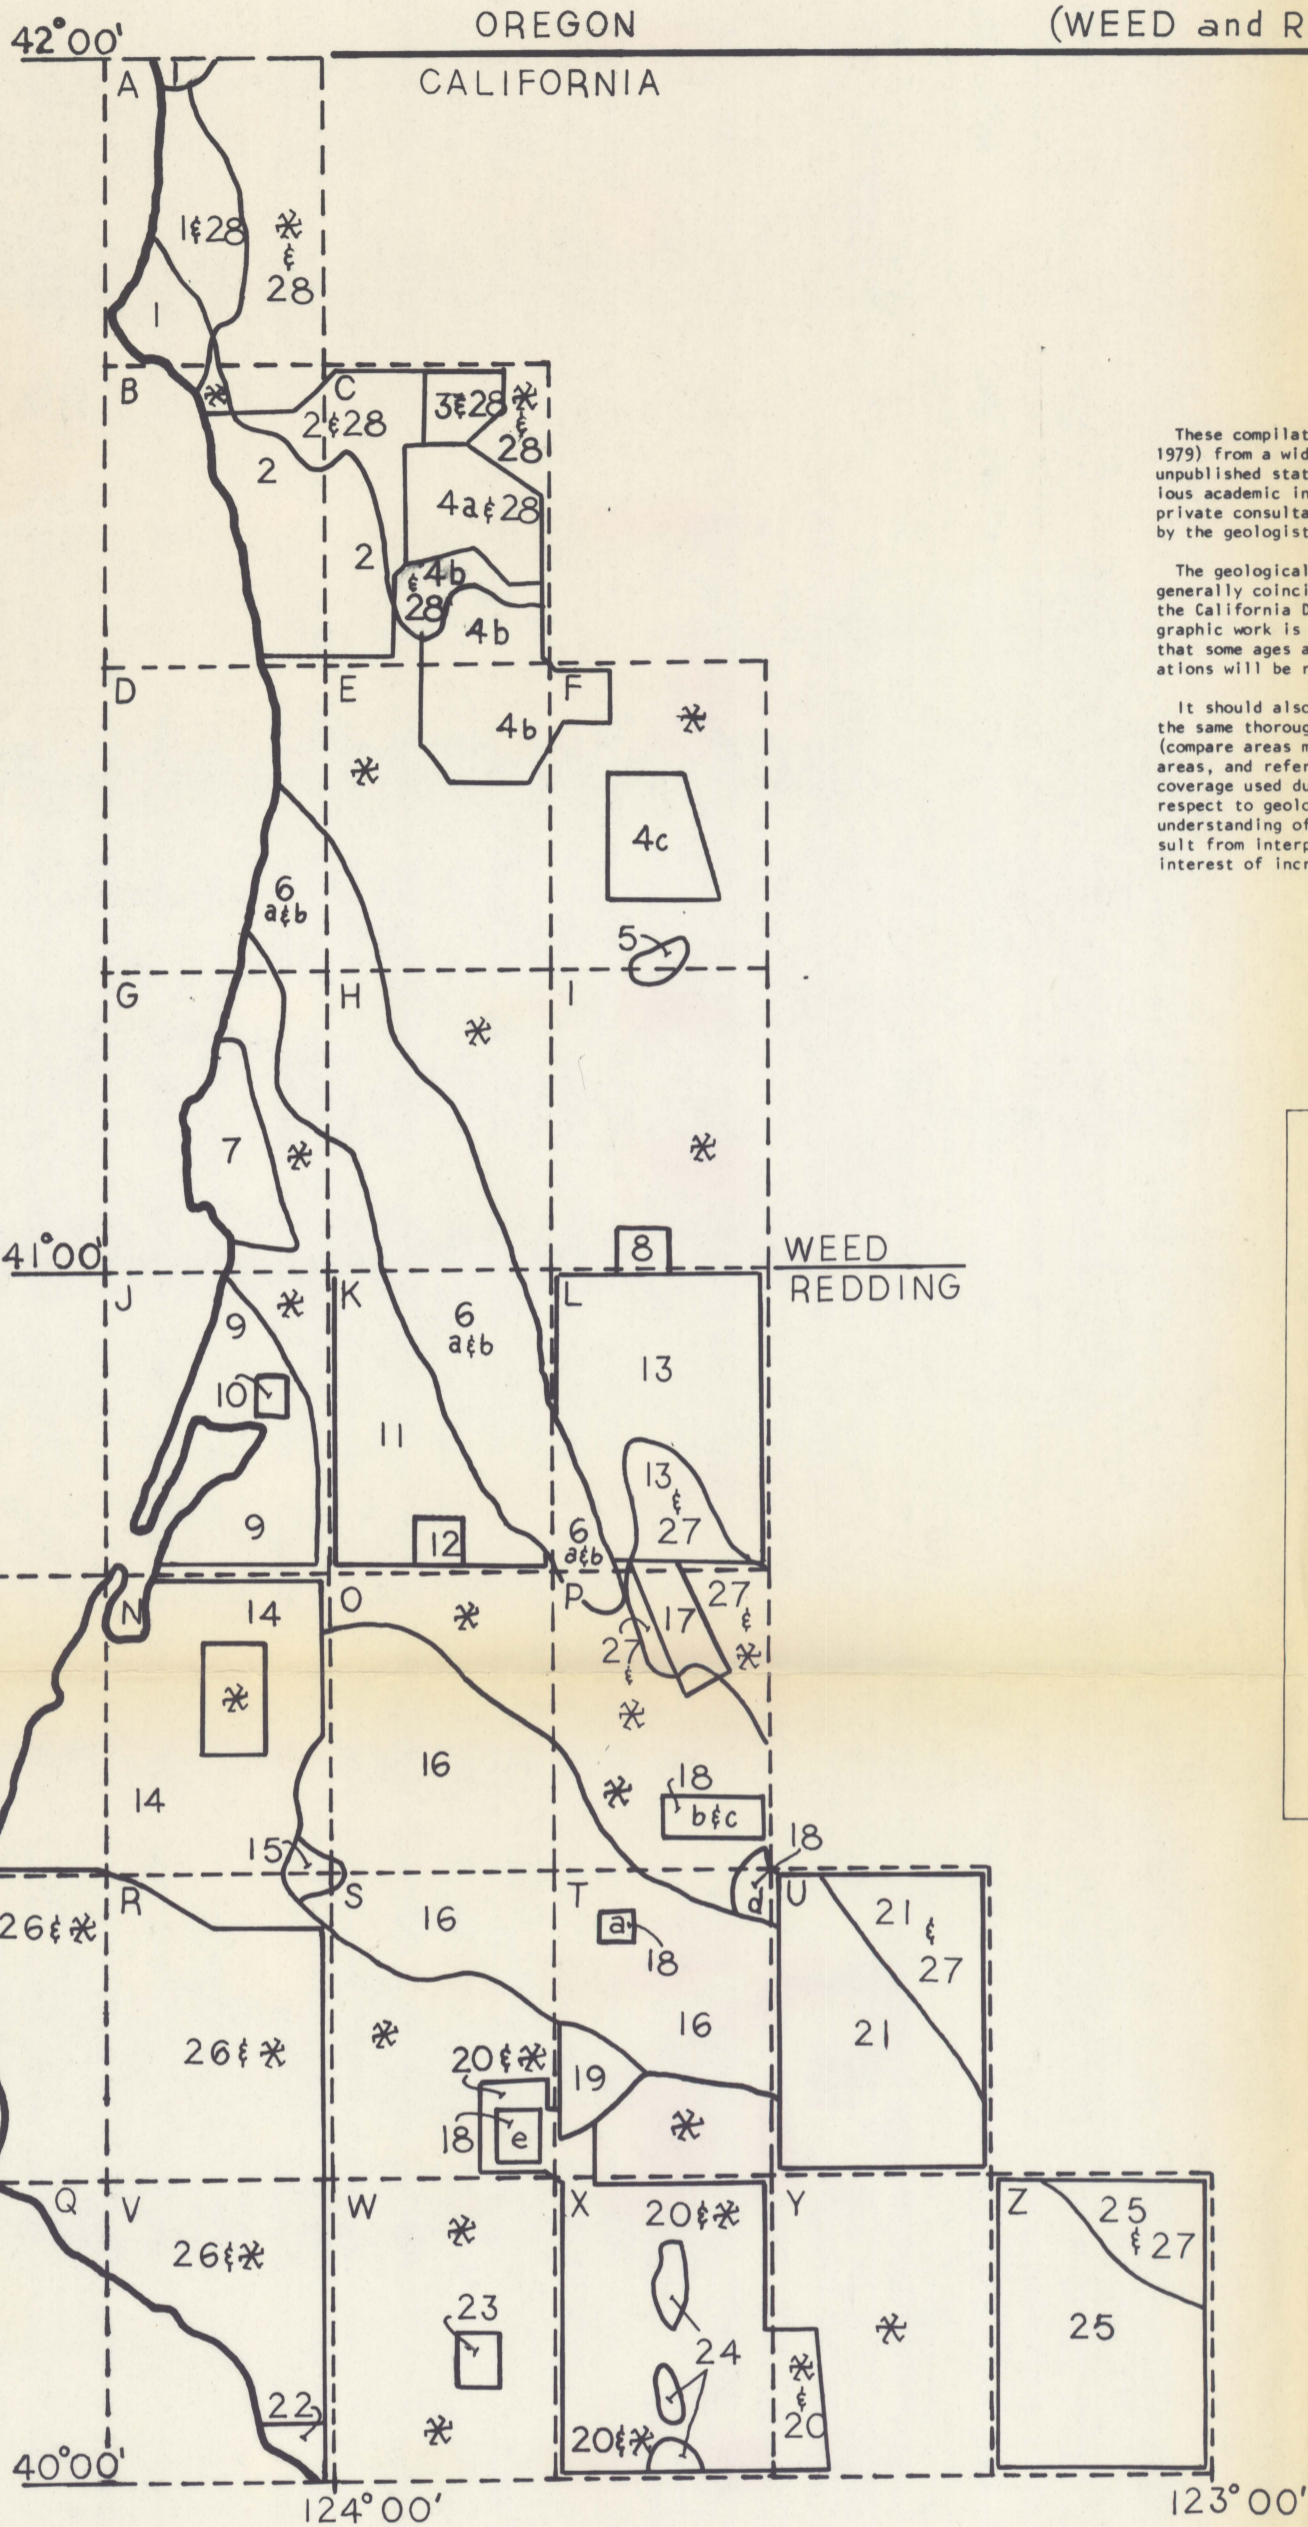 OREGON
(WEED and R
42°00'
CALIFORNIA
A
1
1&28
*
&
28
1
B
*
C
2&28
3&28
*
&
28
2
4a&28
2
&4b
28
4b
D
E
F
4b
*
*
4c
6
a&b
5
G
H
I
*
7
*
*
8
41°00'
WEED
REDDING
J
*
K
L
9
6
a&b
10
13
11
13
&
27
9
12
6
a&b
N
14
O
*
P
17
27
&
*
27
&
*
*
14
16
*
18
b&c
15
18
d
R
S
T
U
26&*
16
a
18
21
&
27
26&*
*
16
21
20&*
19
18
e
*
Q
V
W
X
Y
Z
26&*
*
20&*
25
&27
23
24
*
25
*
&
20
22
*
20&*
40°00'
124°00'
123°00'
These compilat
1979) from a wid
unpublished stat
ious academic in
private consulta
by the geologist
The geological
generally coinci
the California D
graphic work is
that some ages a
ations will be r
It should also
the same thoroug
(compare areas m
areas, and refer
coverage used du
respect to geolo
understanding of
sult from interp
interest of incr